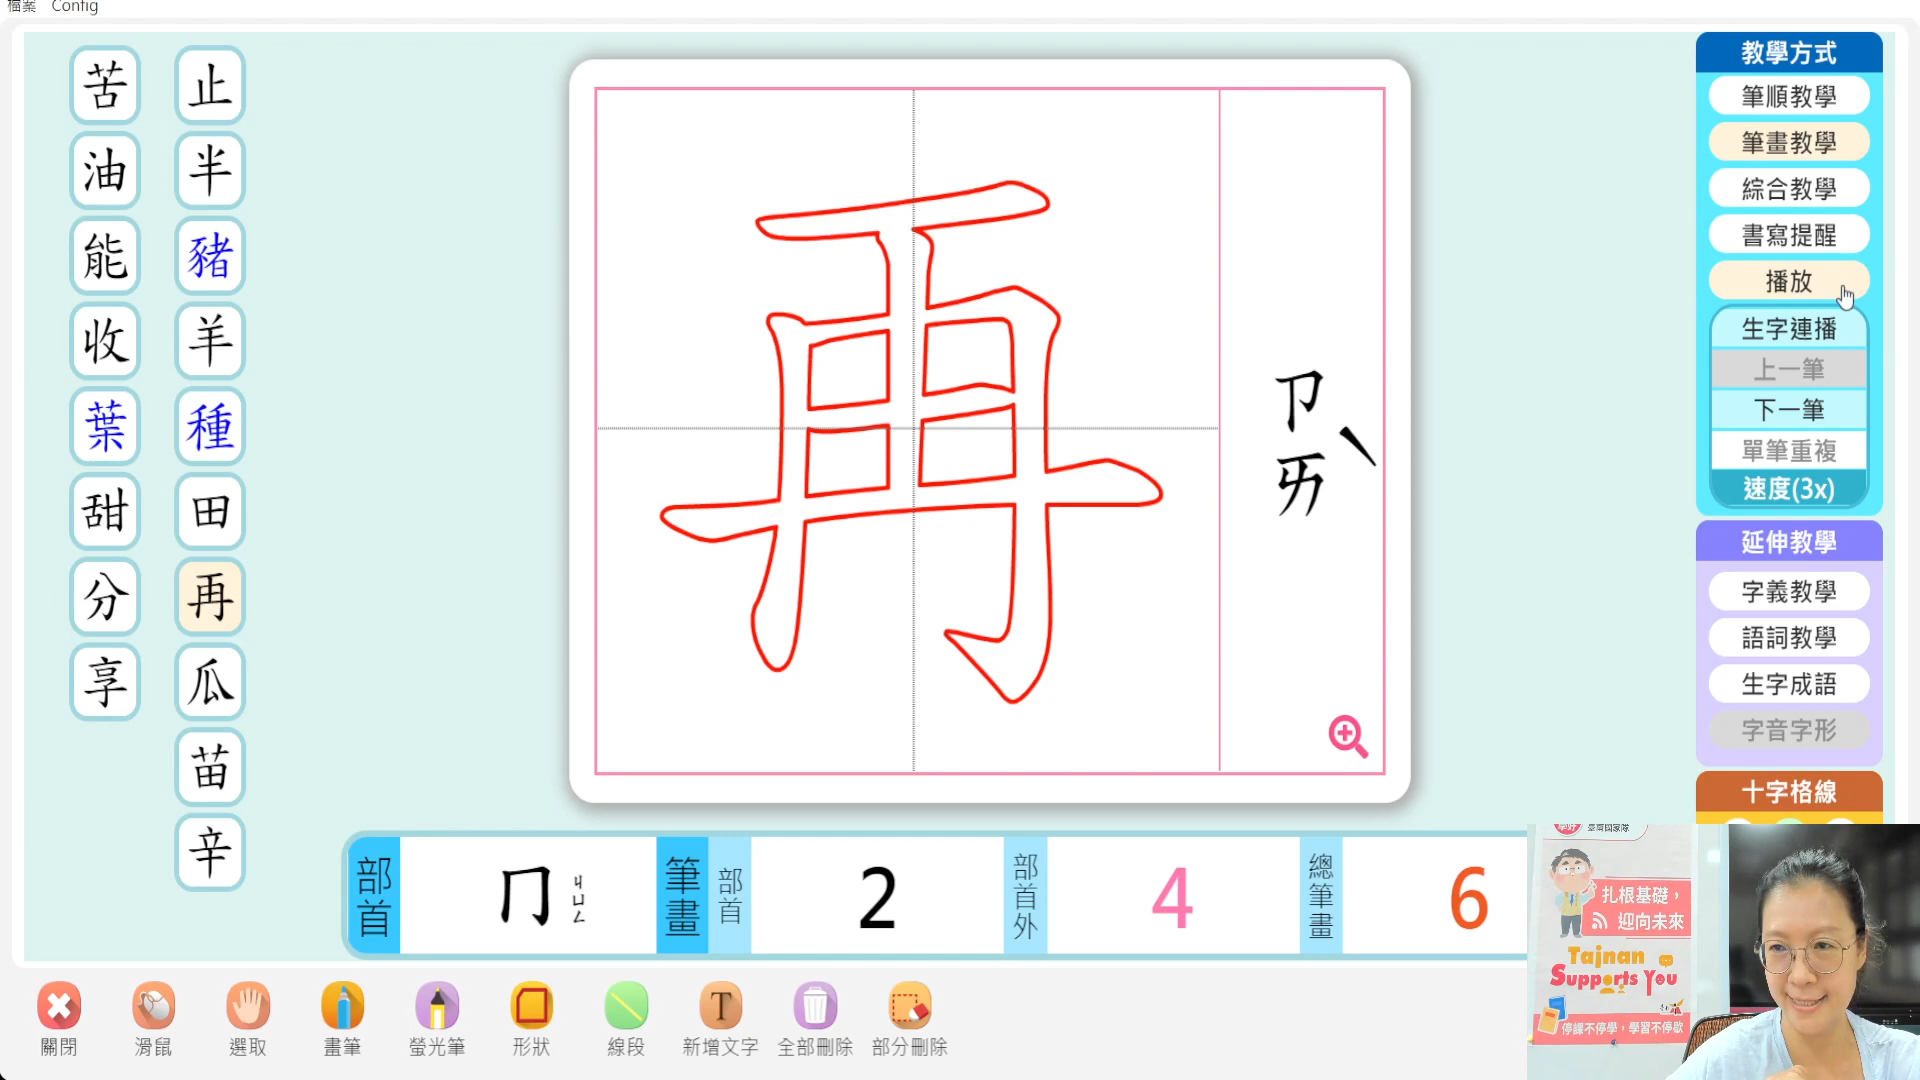 檔案 Config
苦
油
能
收
葉
甜
分
享
止
半
豬
羊
種
田
再
瓜
苗
辛
再
ㄗㄞˋ
教學方式
筆順教學
筆畫教學
綜合教學
書寫提醒
播放
生字連播
上一筆
下一筆
單筆重複
速度(3x)
延伸教學
字義教學
語詞教學
生字成語
字音字形
十字格線
部首 冂 ㄐㄩㄥ 筆畫 部首 2 部首外 4 總筆畫 6
關閉 滑鼠 選取 畫筆 螢光筆 形狀 線段 新增文字 全部刪除 部分刪除
扎根基礎，
迎向未來
Tajnan
Supports You
停課不停學，學習不停歇